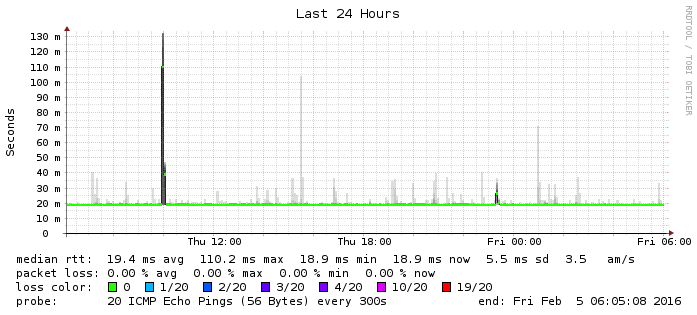 Last 24 Hours
RRDTOOL / TOBI OETIKER
Seconds
130 m
120 m
110 m
100 m
90 m
80 m
70 m
60 m
50 m
40 m
30 m
20 m
10 m
0
Thu 12:00 Thu 18:00 Fri 00:00 Fri 06:00
median rtt: 19.4 ms avg 110.2 ms max 18.9 ms min 18.9 ms now 5.5 ms sd 3.5 am/s
packet loss: 0.00 % avg 0.00 % max 0.00 % min 0.00 % now
loss color: 0 1/20 2/20 3/20 4/20 10/20 19/20
probe: 20 ICMP Echo Pings (56 Bytes) every 300s end: Fri Feb 5 06:05:08 2016